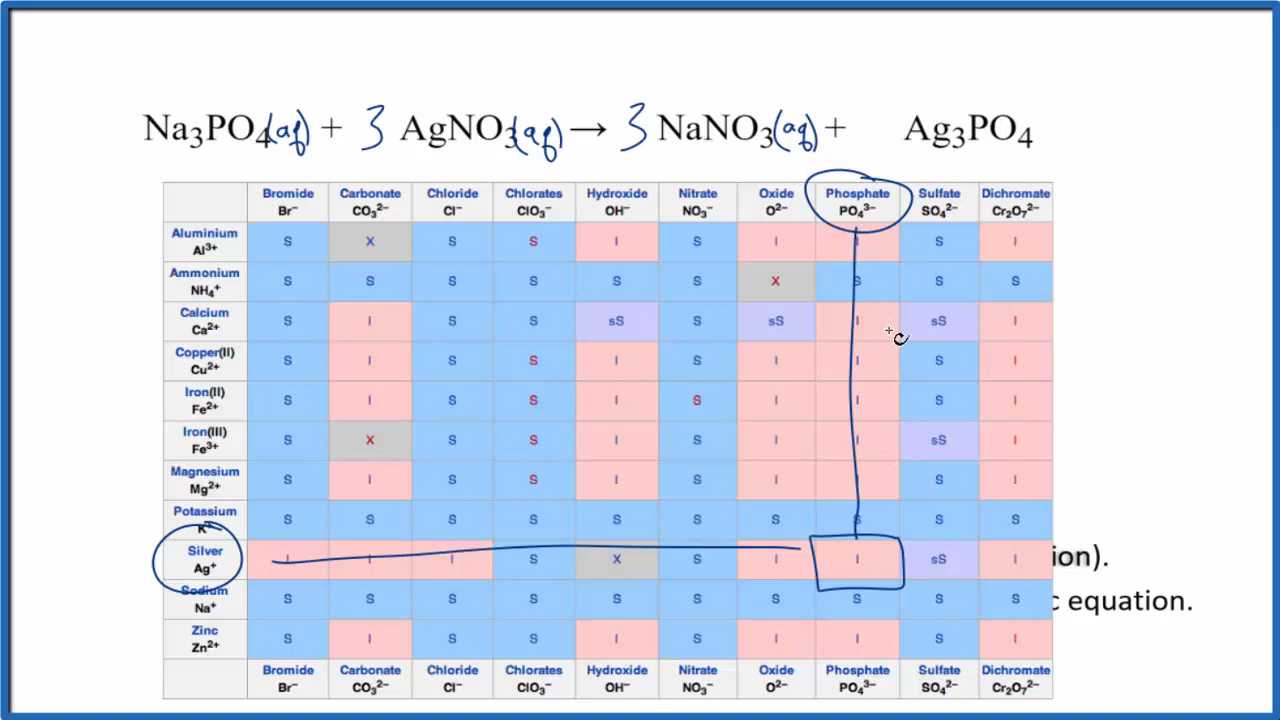 Na₃PO₄(aq) + 3 AgNO₃(aq) → 3 NaNO₃(aq) + Ag₃PO₄
Bromide Carbonate Chloride Chlorates Hydroxide Nitrate Oxide Phosphate Sulfate Dichromate
Br⁻ CO₃²⁻ Cl⁻ ClO₃⁻ OH⁻ NO₃⁻ O²⁻ PO₄³⁻ SO₄²⁻ Cr₂O₇²⁻
Aluminium
Al³⁺ S X S S I S I I S I
Ammonium
NH₄⁺ S S S S S S X S S S
Calcium
Ca²⁺ S I S S sS S sS I sS I
Copper(II)
Cu²⁺ S I S S I S I I S I
Iron(II)
Fe²⁺ S I S S I S I I S I
Iron(III)
Fe³⁺ S X S S I S I I sS I
Magnesium
Mg²⁺ S I S S I S I I S I
Potassium
K⁺ S S S S S S S S S S
Silver
Ag⁺ I I I S X S I I sS I
ion).
Sodium
Na⁺ S S S S S S S S S S
c equation.
Zinc
Zn²⁺ S I S S I S I I S I
Bromide Carbonate Chloride Chlorates Hydroxide Nitrate Oxide Phosphate Sulfate Dichromate
Br⁻ CO₃²⁻ Cl⁻ ClO₃⁻ OH⁻ NO₃⁻ O²⁻ PO₄³⁻ SO₄²⁻ Cr₂O₇²⁻